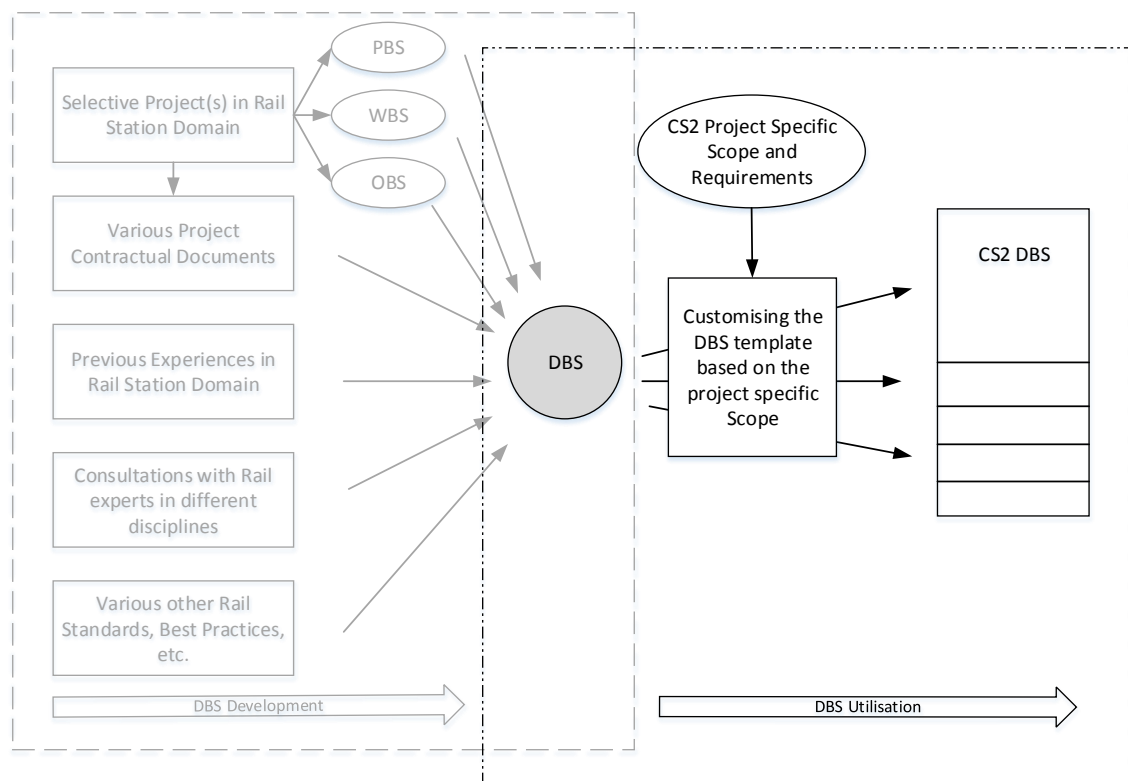 PBS
Selective Project(s) in Rail
Station Domain
WBS
OBS
Various Project
Contractual Documents
Previous Experiences in
Rail Station Domain
Consultations with Rail
experts in different
disciplines
Various other Rail
Standards, Best Practices,
etc.
DBS Development
DBS
CS2 Project Specific
Scope and
Requirements
Customising the
DBS template
based on the
project specific
Scope
CS2 DBS
DBS Utilisation